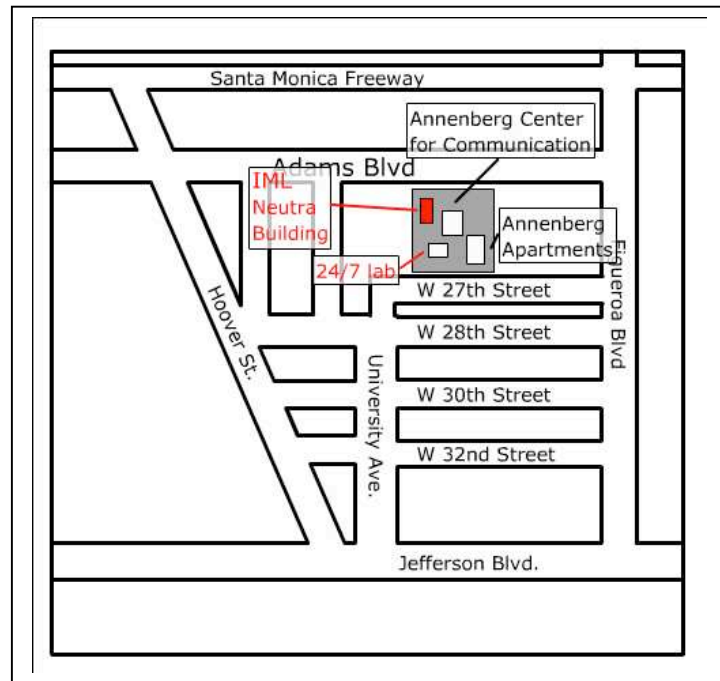 Santa Monica Freeway
Annenberg Center
for Communication
Adams Blvd
IML
Neutra
Building
Annenberg
Apartments
24/7 lab
Figueroa Blvd
W 27th Street
Hoover St.
W 28th Street
University Ave.
W 30th Street
W 32nd Street
Jefferson Blvd.